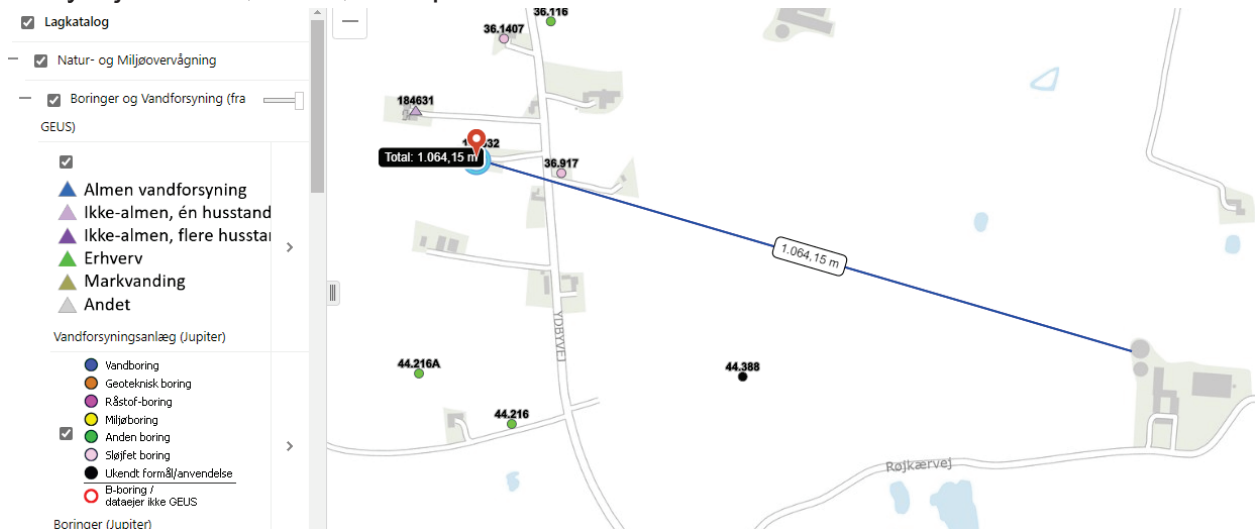 Lagkatalog
Natur- og Miljøovervågning
Boringer og Vandforsyning (fra
GEUS)
Almen vandforsyning
Ikke-almen, én husstand
Ikke-almen, flere hussta
Erhverv
Markvanding
Andet
Vandforsyningsanlæg (Jupiter)
Vandboring
Geoteknisk boring
Råstof-boring
Miljøboring
Anden boring
Sløjfet boring
Ukendt formål/anvendelse
B-boring /
dataejer ikke GEUS
Boringer (Jupiter)
36.116
36.1407
184631
Total: 1.064,15 m
36.917
1.064,15 m
YDBYVEJ
44.216A
44.388
44.216
Røjkærvej